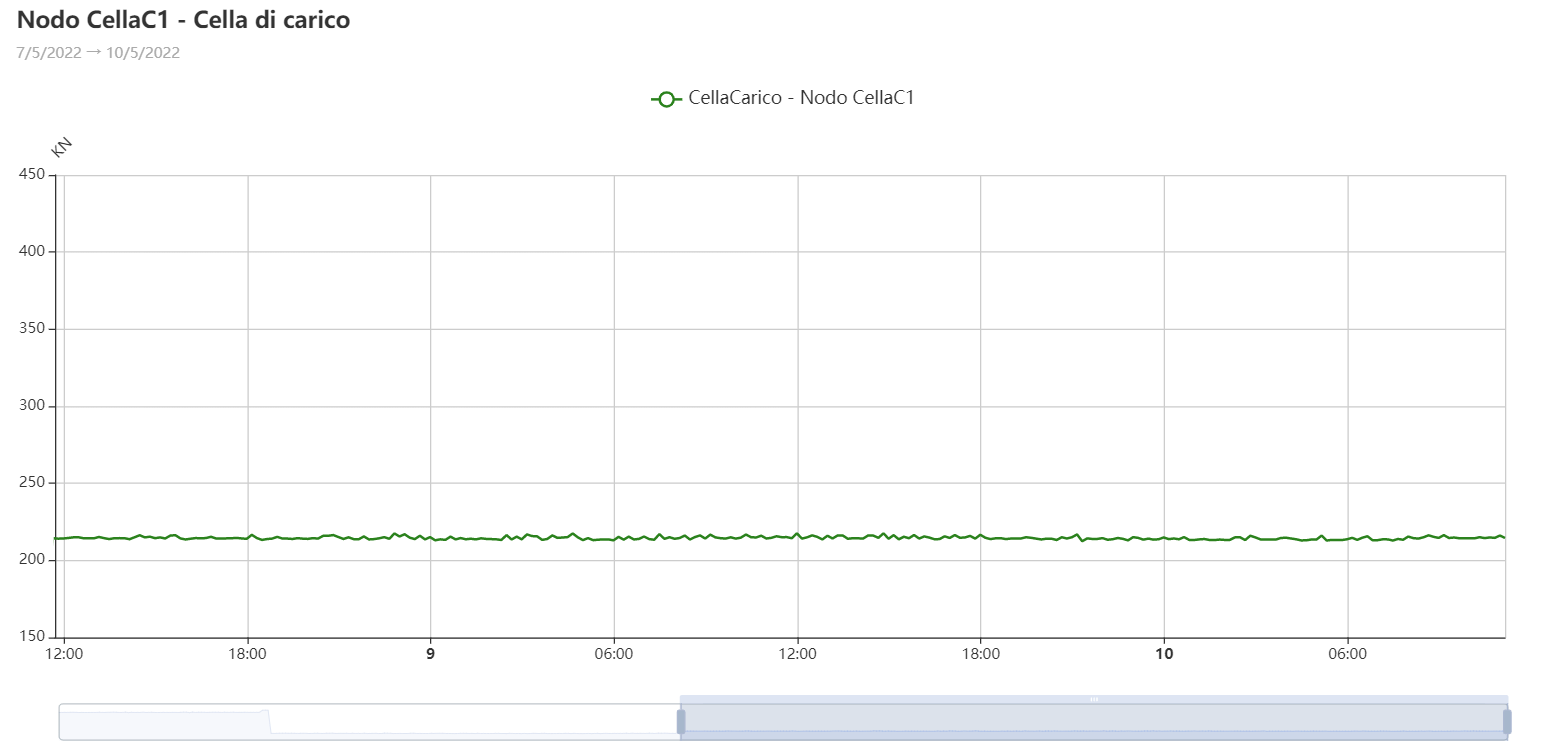 Nodo CellaC1 - Cella di carico
7/5/2022 → 10/5/2022
CellaCarico - Nodo CellaC1
KN
450
400
350
300
250
200
150
12:00 18:00 9 06:00 12:00 18:00 10 06:00